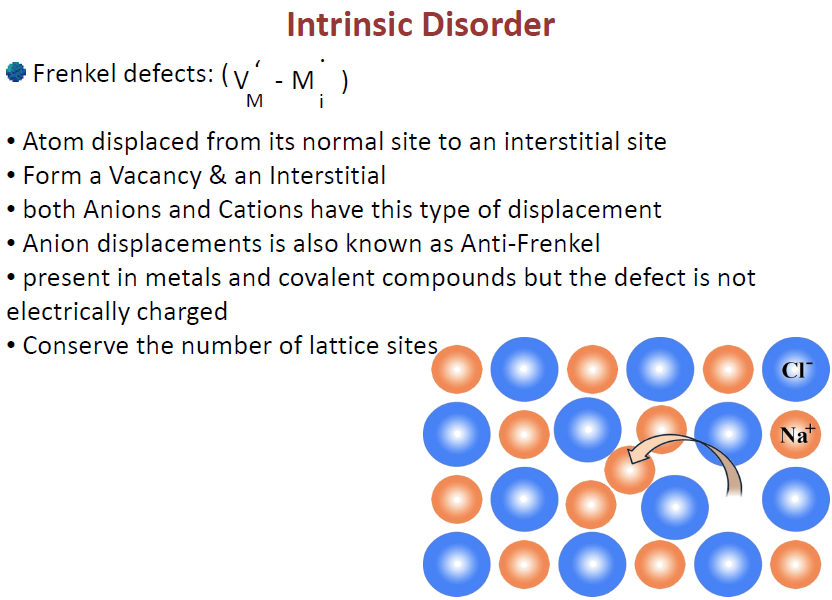 Intrinsic Disorder
Frenkel defects: ( V‘M - M˙i )
• Atom displaced from its normal site to an interstitial site
• Form a Vacancy & an Interstitial
• both Anions and Cations have this type of displacement
• Anion displacements is also known as Anti-Frenkel
• present in metals and covalent compounds but the defect is not
electrically charged
• Conserve the number of lattice sites
Cl⁻
Na⁺